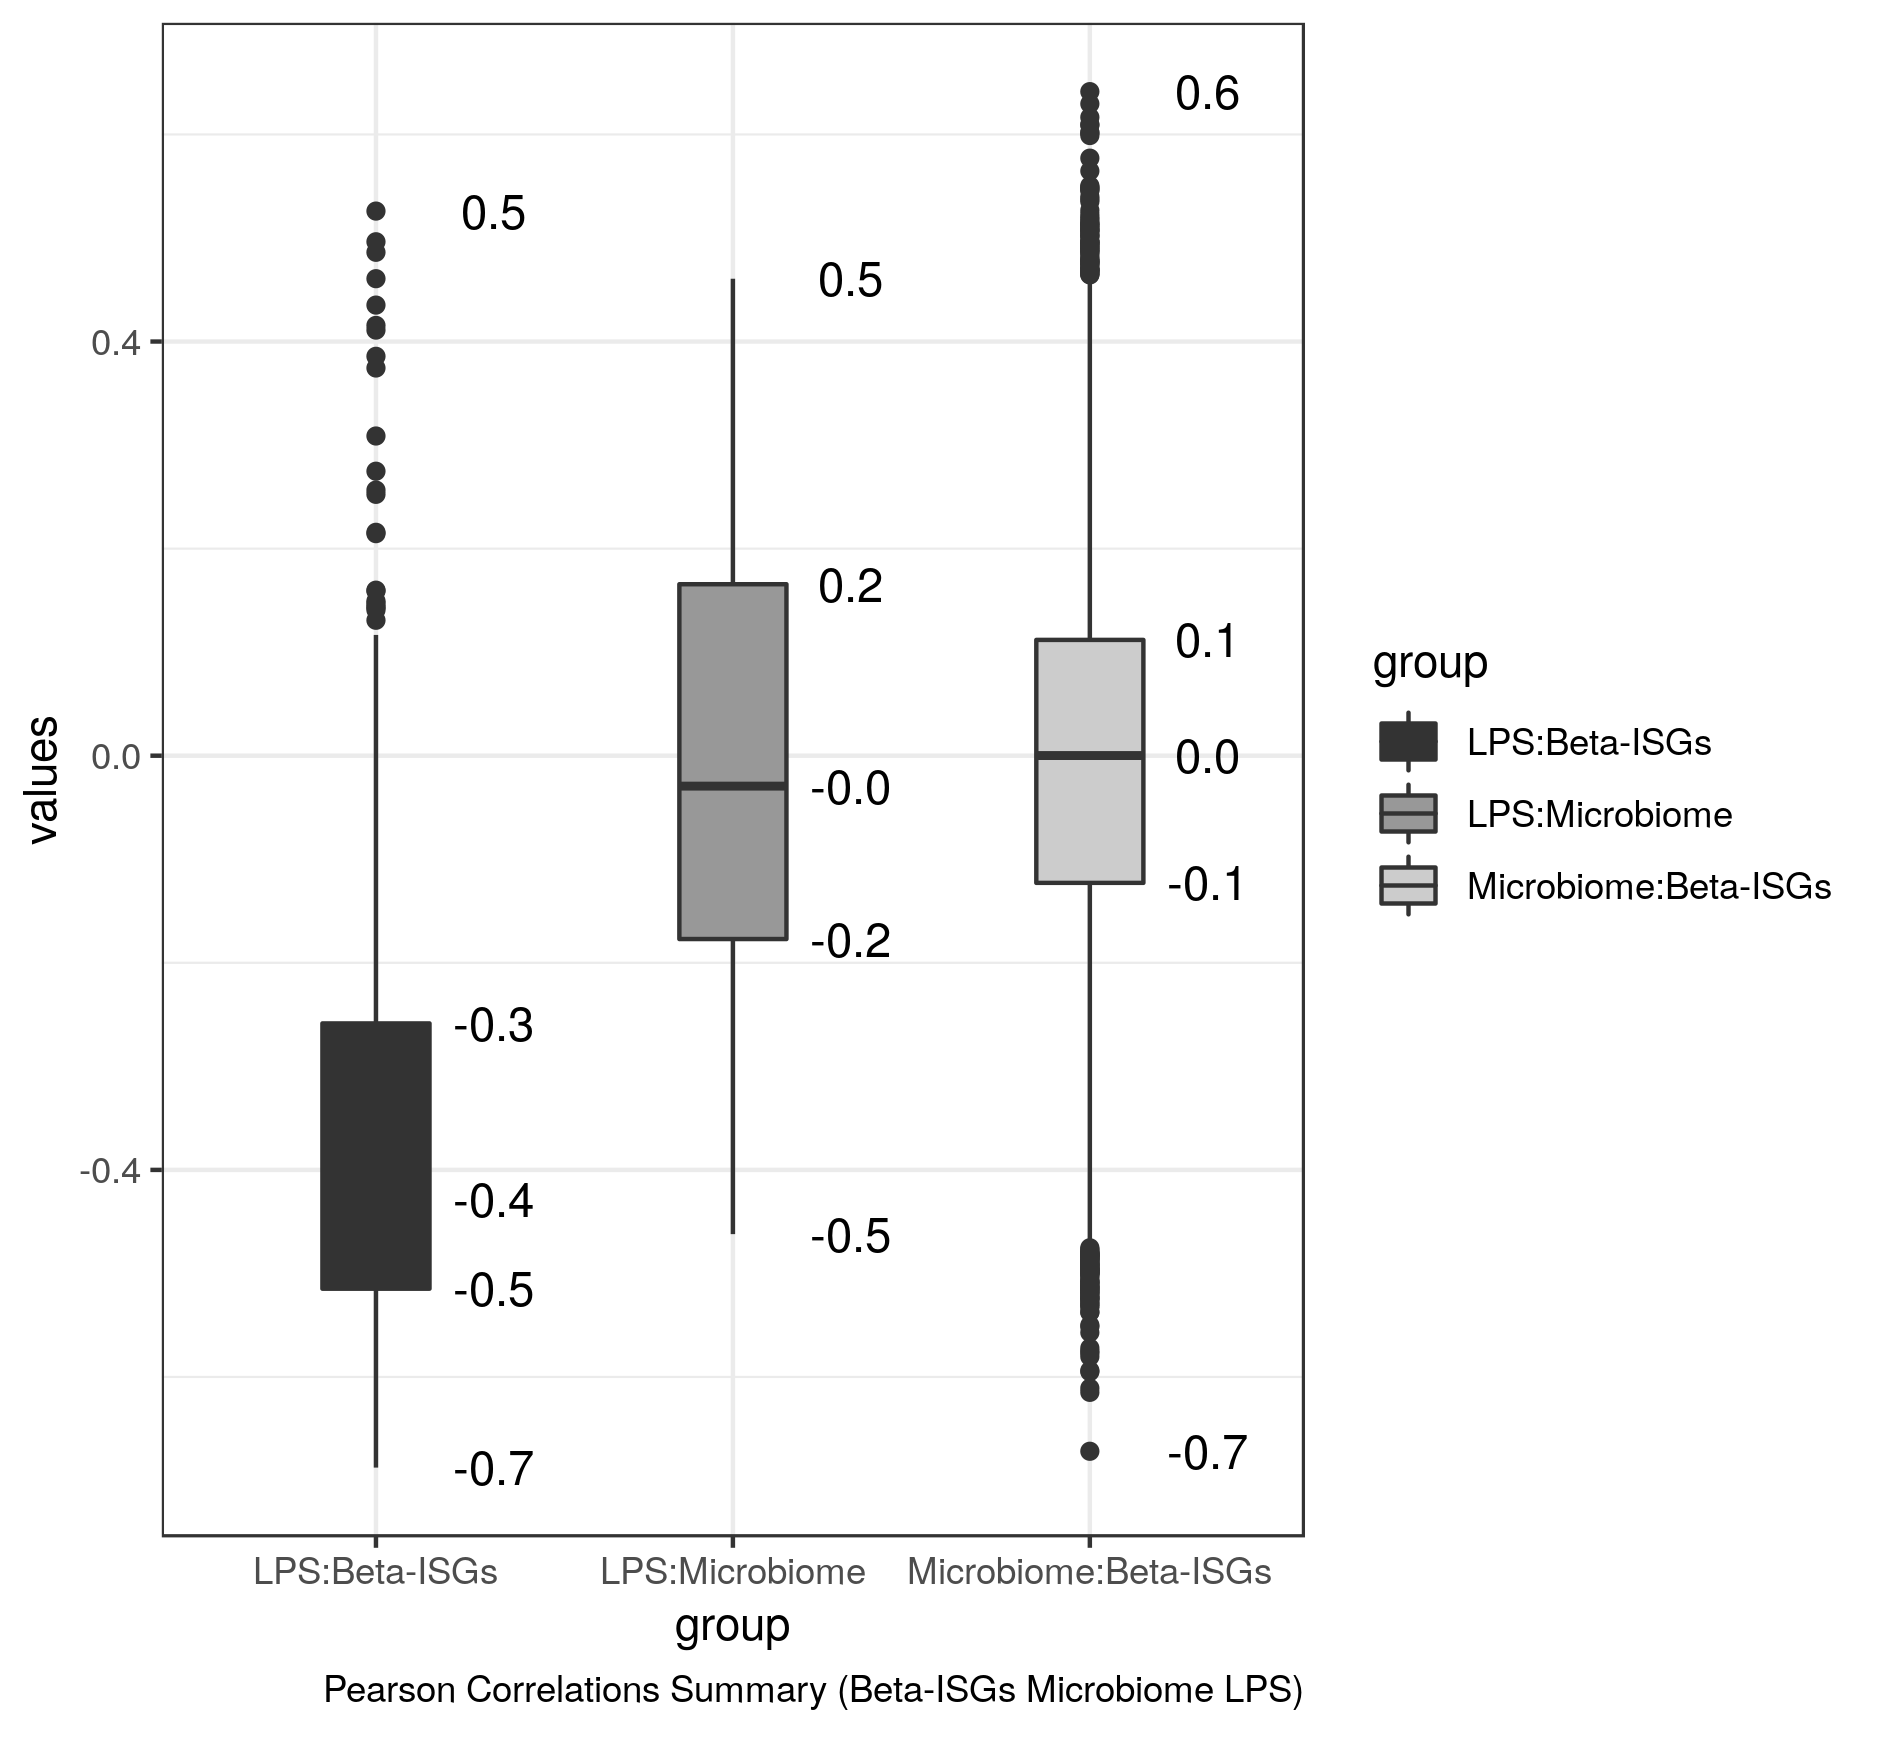 0.6
0.5
0.5
0.4
0.2
0.1
0.0
-0.0
0.0
-0.1
-0.2
-0.3
-0.4
-0.4
-0.5
-0.5
-0.7
-0.7
values
group
LPS:Beta-ISGs
LPS:Microbiome
Microbiome:Beta-ISGs
LPS:Beta-ISGs LPS:Microbiome Microbiome:Beta-ISGs
group
Pearson Correlations Summary (Beta-ISGs Microbiome LPS)